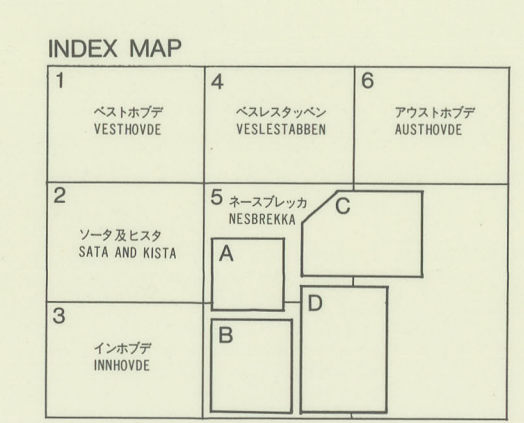 INDEX MAP
1
ベストホブデ
VESTHOVDE
4
ベスレスタッベン
VESLESTABBEN
6
アウストホブデ
AUSTHOVDE
2
ソータ及ヒスタ
SATA AND KISTA
5 ネースブレッカ
NESBREKKA
C
A
3
インホブデ
INNHOVDE
B
D